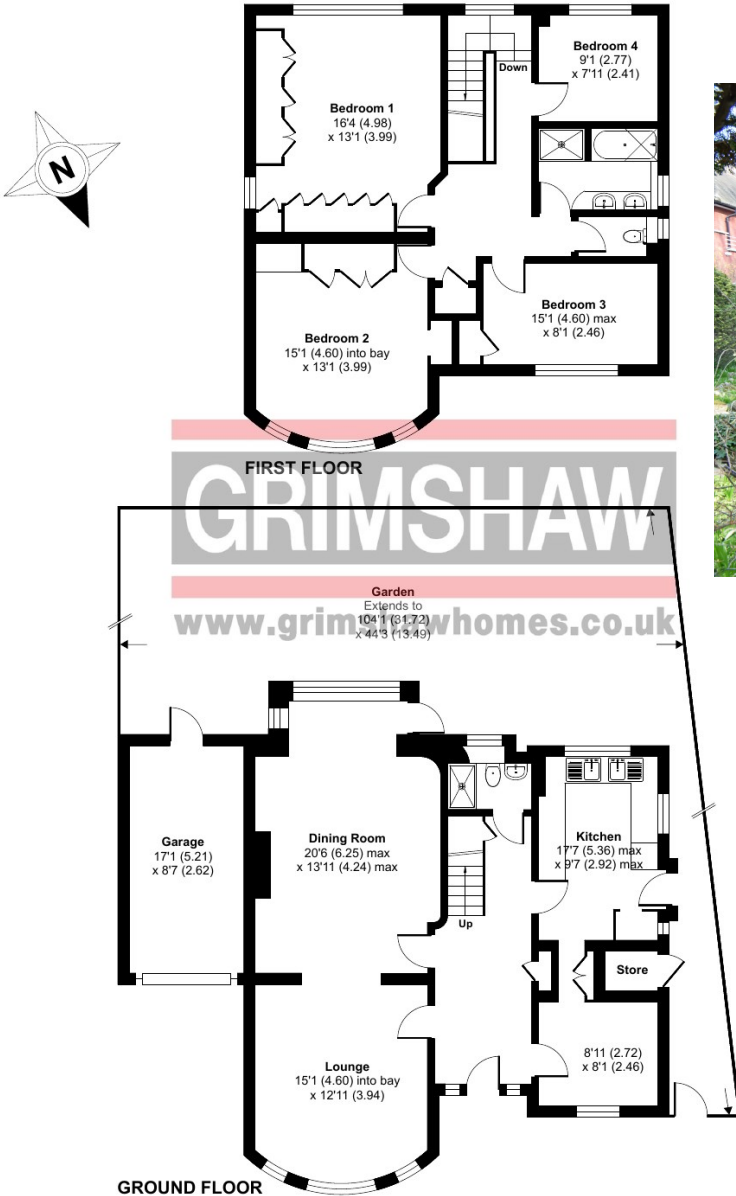 Bedroom 4
9'1 (2.77)
x 7'11 (2.41)
Down
Bedroom 1
16'4 (4.98)
x 13'1 (3.99)
N
Bedroom 3
15'1 (4.60) max
x 8'1 (2.46)
Bedroom 2
15'1 (4.60) into bay
x 13'1 (3.99)
FIRST FLOOR
GRIMSHAW
Garden
Extends to
104'1 (31.72)
x 44'3 (13.49)
www.grimshawhomes.co.uk
Garage
17'1 (5.21)
x 8'7 (2.62)
Dining Room
20'6 (6.25) max
x 13'11 (4.24) max
Kitchen
17'7 (5.36) max
x 9'7 (2.92) max
Up
Store
8'11 (2.72)
x 8'1 (2.46)
Lounge
15'1 (4.60) into bay
x 12'11 (3.94)
GROUND FLOOR